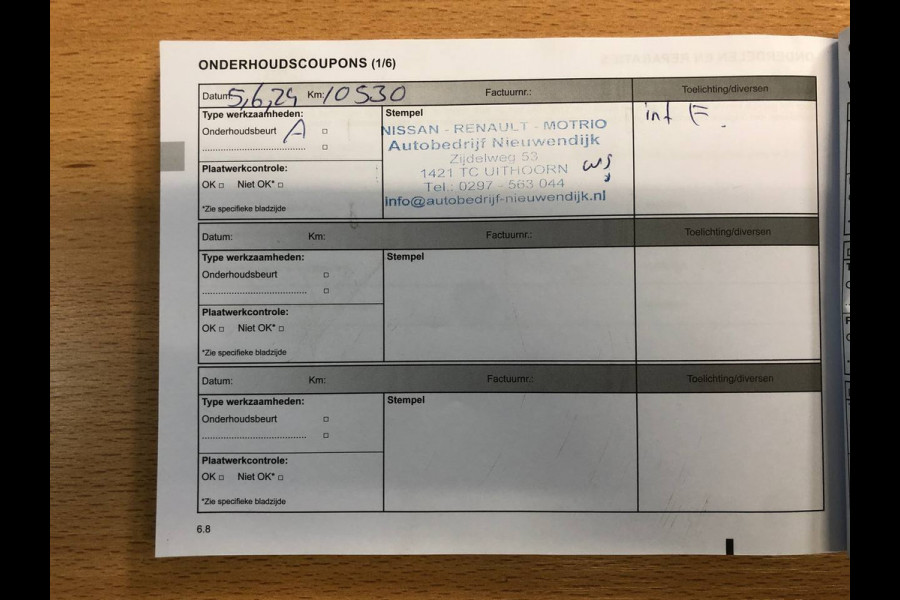 ONDERHOUDSCOUPONS (1/6)
Datum: 5,6,24 Km: 10530 Factuurnr.: Toelichting/diversen
Type werkzaamheden:
Onderhoudsbeurt A □
........................................ □
Plaatwerkcontrole:
OK □ Niet OK* □
*Zie specifieke bladzijde
Stempel
NISSAN - RENAULT - MOTRIO
Autobedrijf Nieuwendijk
Zijdelweg 53
1421 TC UITHOORN
Tel.: 0297 - 563 044
info@autobedrijf-nieuwendijk.nl
int E
Datum: Km: Factuurnr.: Toelichting/diversen
Type werkzaamheden:
Onderhoudsbeurt □
........................................ □
Plaatwerkcontrole:
OK □ Niet OK* □
*Zie specifieke bladzijde
Stempel
Datum: Km: Factuurnr.: Toelichting/diversen
Type werkzaamheden:
Onderhoudsbeurt □
........................................ □
Plaatwerkcontrole:
OK □ Niet OK* □
*Zie specifieke bladzijde
Stempel
6.8